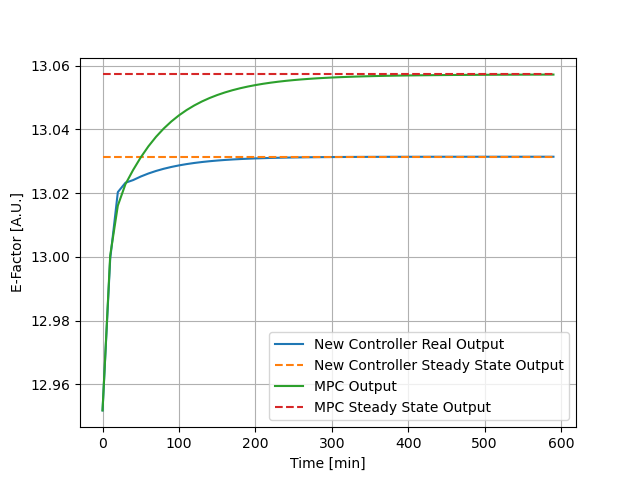 13.06
13.04
13.02
13.00
12.98
12.96
E-Factor [A.U.]
New Controller Real Output
New Controller Steady State Output
MPC Output
MPC Steady State Output
0 100 200 300 400 500 600
Time [min]